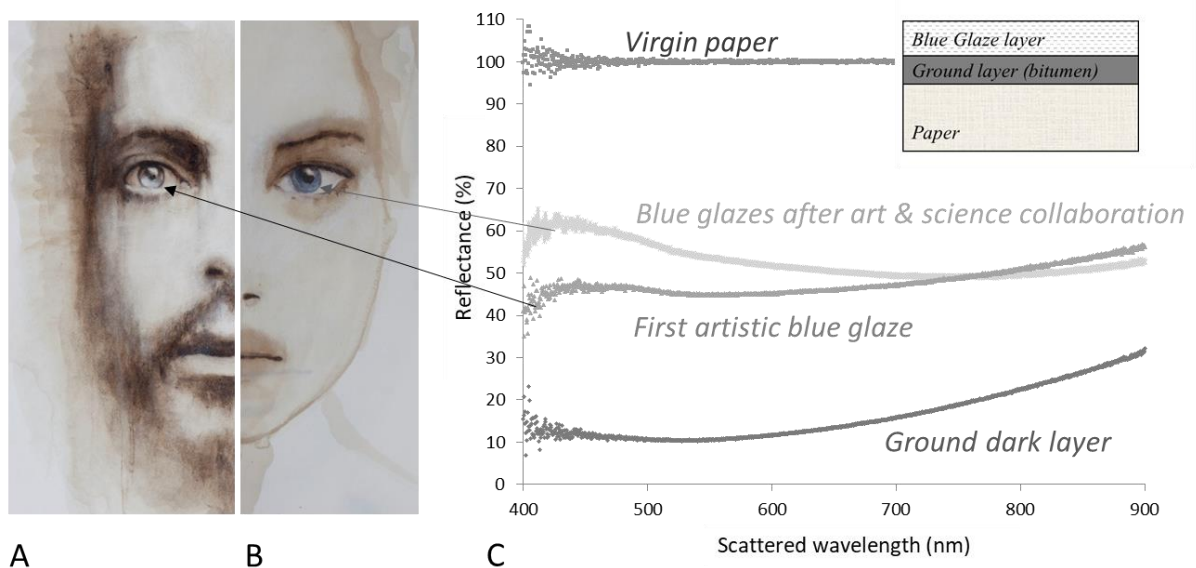 110
100
90
80
70
60
50
40
30
20
10
0
Reflectance (%)
Virgin paper
Blue Glaze layer
Ground layer (bitumen)
Paper
Blue glazes after art & science collaboration
First artistic blue glaze
Ground dark layer
400 500 600 700 800 900
Scattered wavelength (nm)
A B C